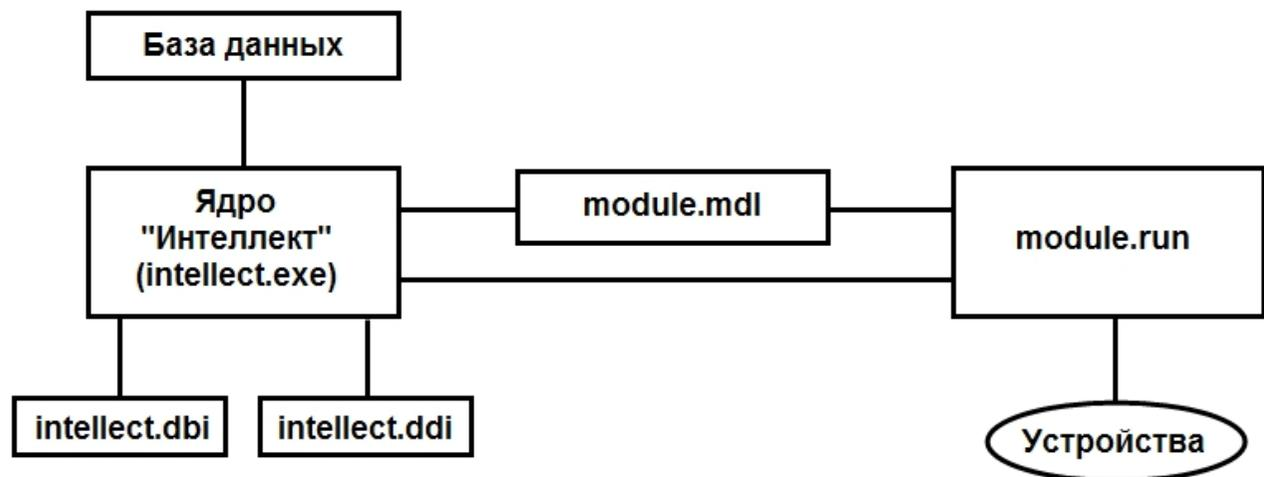 База данных
Ядро
"Интеллект"
(intellect.exe)
module.mdl
module.run
intellect.dbi
intellect.ddi
Устройства